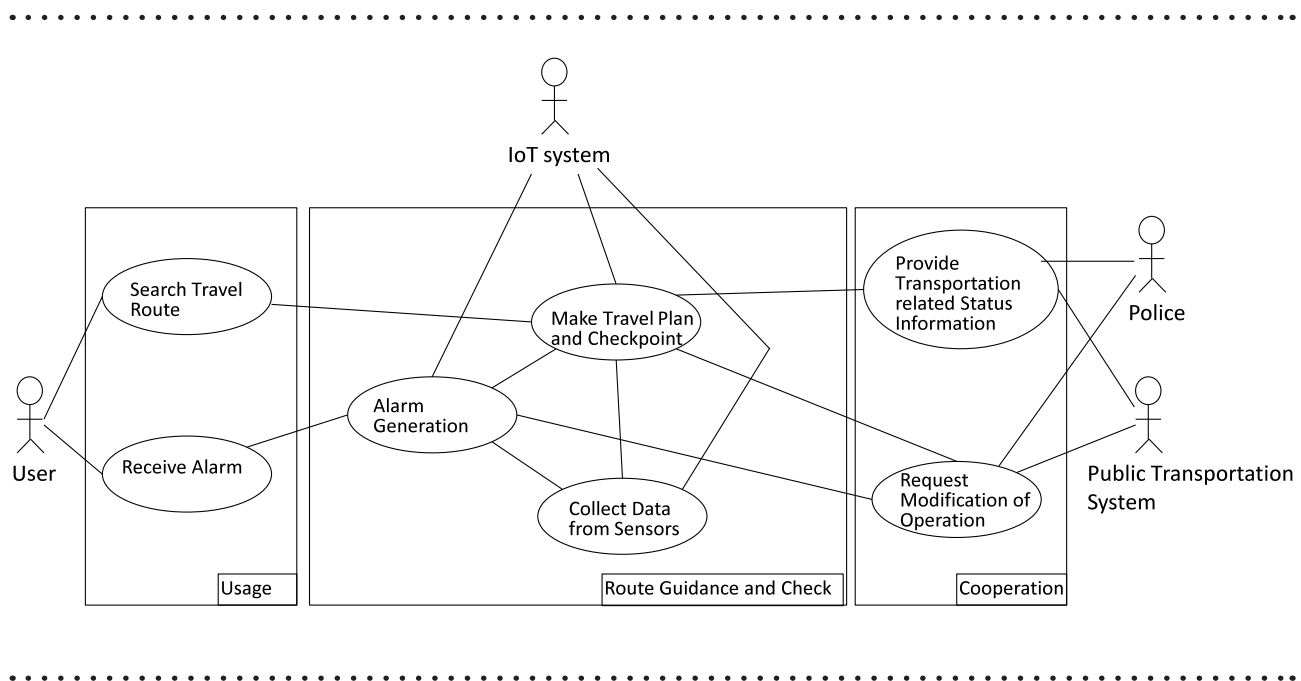 IoT system
Search Travel
Route
Receive Alarm
User
Usage
Make Travel Plan
and Checkpoint
Alarm
Generation
Collect Data
from Sensors
Route Guidance and Check
Provide
Transportation
related Status
Information
Request
Modification of
Operation
Cooperation
Police
Public Transportation
System